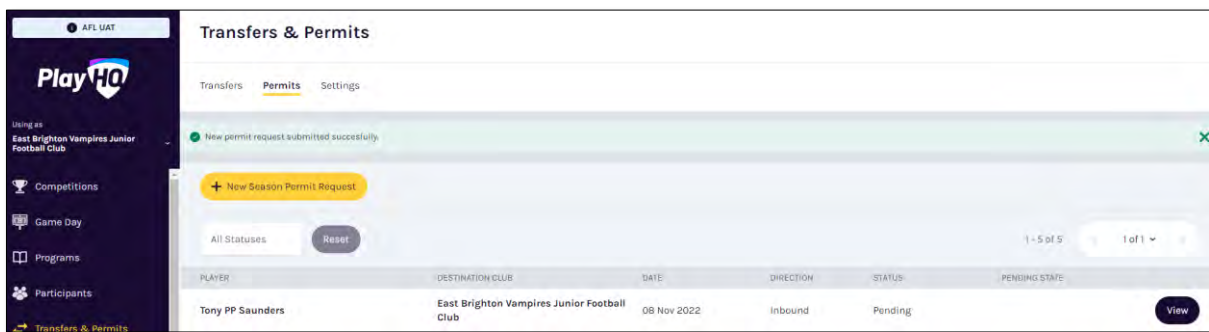 AFL UAT
PlayHQ
Using as
East Brighton Vampires Junior
Football Club
Competitions
Game Day
Programs
Participants
Transfers & Permits
Transfers & Permits
Transfers Permits Settings
New permit request submitted succesfully.
+ New Season Permit Request
All Statuses Reset 1 - 5 of 5 1 of 1
PLAYER DESTINATION CLUB DATE DIRECTION STATUS PENDING STATE
Tony PP Saunders East Brighton Vampires Junior Football
Club 08 Nov 2022 Inbound Pending View